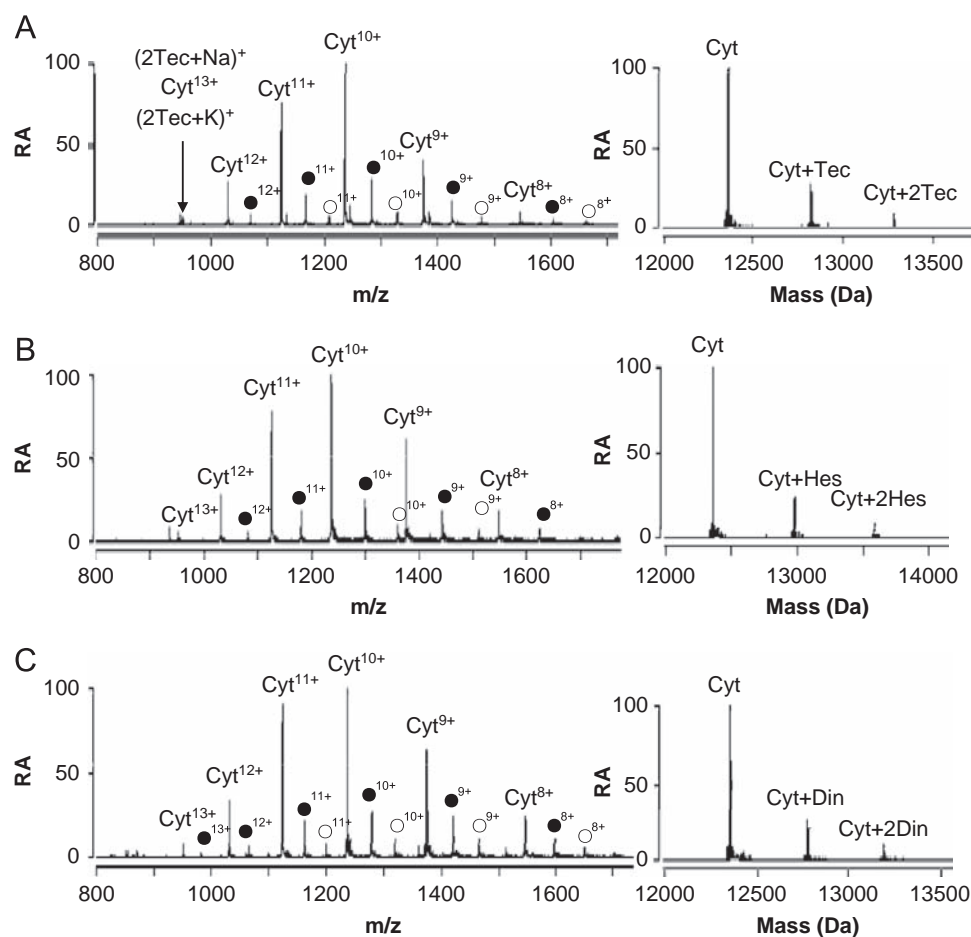 A
(2Tec+Na)+
Cyt13+
(2Tec+K)+
Cyt12+
Cyt11+
Cyt10+
Cyt9+
Cyt8+
12+
11+
11+
10+
10+
9+
9+
8+
8+
RA
100
50
0
800 1000 1200 1400 1600
m/z
Cyt
Cyt+Tec
Cyt+2Tec
RA
100
50
0
12000 12500 13000 13500
Mass (Da)
B
Cyt13+
Cyt12+
Cyt11+
Cyt10+
Cyt9+
Cyt8+
12+
11+
10+
10+
9+
9+
8+
RA
100
50
0
800 1000 1200 1400 1600
m/z
Cyt
Cyt+Hes
Cyt+2Hes
RA
100
50
0
12000 13000 14000
Mass (Da)
C
Cyt13+
Cyt12+
Cyt11+
Cyt10+
Cyt9+
Cyt8+
13+
12+
11+
11+
10+
10+
9+
9+
8+
8+
RA
100
50
0
800 1000 1200 1400 1600
m/z
Cyt
Cyt+Din
Cyt+2Din
RA
100
50
0
12000 12500 13000 13500
Mass (Da)